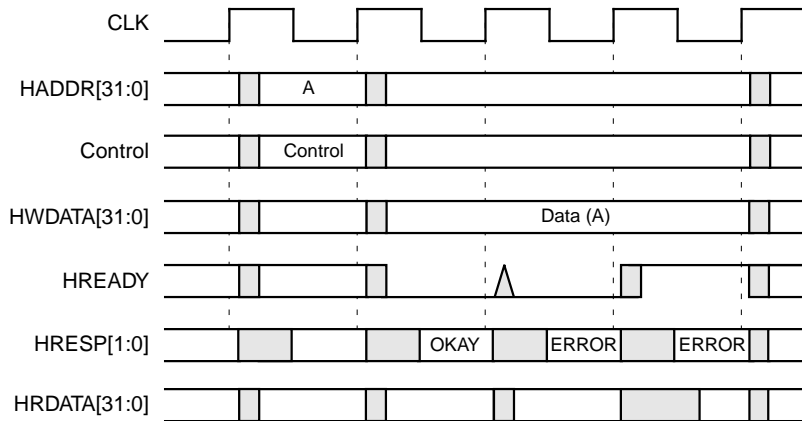 CLK
HADDR[31:0] A
Control Control
HWDATA[31:0] Data (A)
HREADY
HRESP[1:0] OKAY ERROR ERROR
HRDATA[31:0]